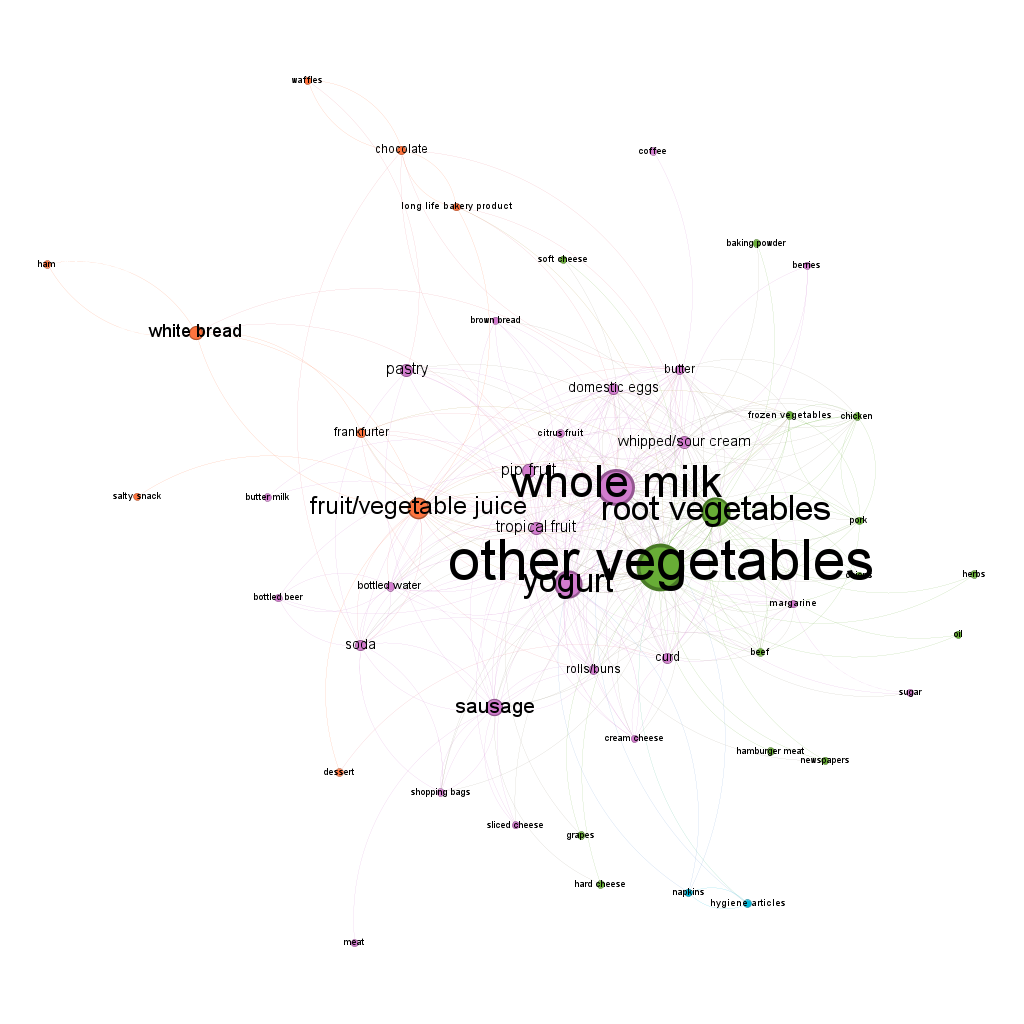 waffles
chocolate
coffee
long life bakery product
baking powder
soft cheese
ham
berries
brown bread
white bread
pastry
butter
domestic eggs
frozen vegetables
chicken
frankfurter
citrus fruit
whipped/sour cream
pip fruit
whole milk
salty snack
butter milk
fruit/vegetable juice
root vegetables
tropical fruit
pork
other vegetables
herbs
yogurt
bottled water
bottled beer
margarine
oil
soda
beef
curd
rolls/buns
sugar
sausage
cream cheese
hamburger meat
newspapers
dessert
shopping bags
sliced cheese
grapes
hard cheese
napkins
hygiene articles
meat